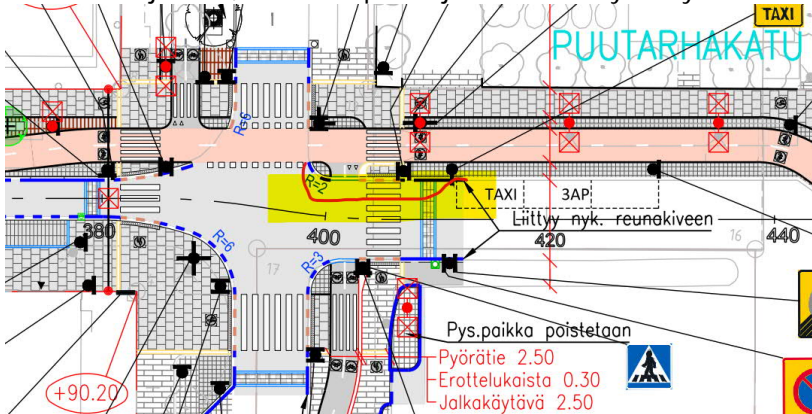 TAXI
PUUTARHAKATU
R=6
R=2
TAXI 3AP
Liittyy nyk. reunakiveen
380
400
420
440
R=6
R=3
17
16
Pys.paikka poistetaan
Pyörätie 2.50
Erottelukaista 0.30
Jalkakäytävä 2.50
+90.20